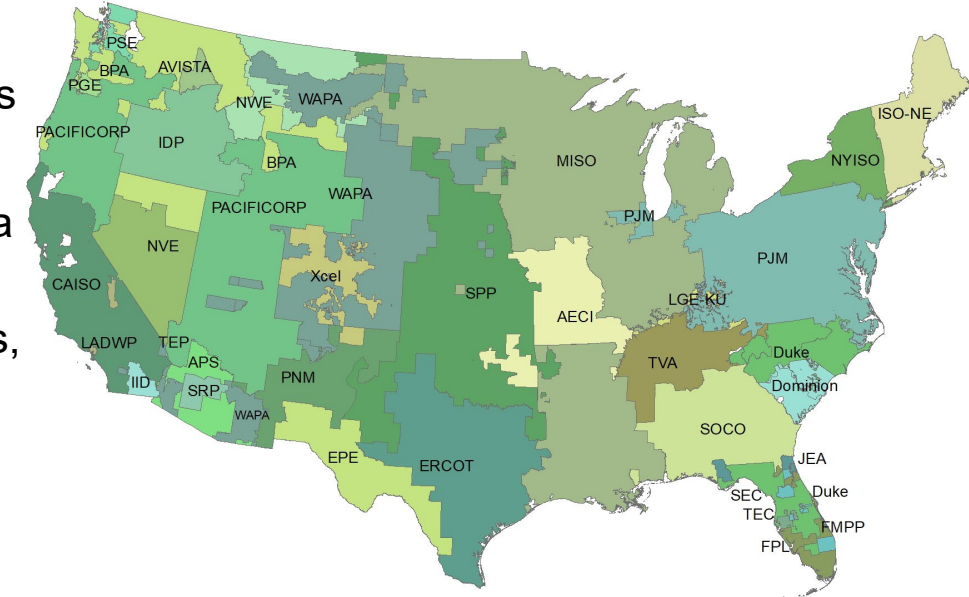 PSE
BPA
PGE
AVISTA
NWE
WAPA
s
PACIFICORP
IDP
BPA
MISO
ISO-NE
NYISO
PACIFICORP
WAPA
a
PJM
NVE
PJM
CAISO
Xcel
SPP
LGE-KU
AECI
s,
LADWP
TEP
APS
TVA
Duke
IID
SRP
PNM
Dominion
WAPA
SOCO
EPE
ERCOT
JEA
SEC
Duke
TEC
FMPP
FPL